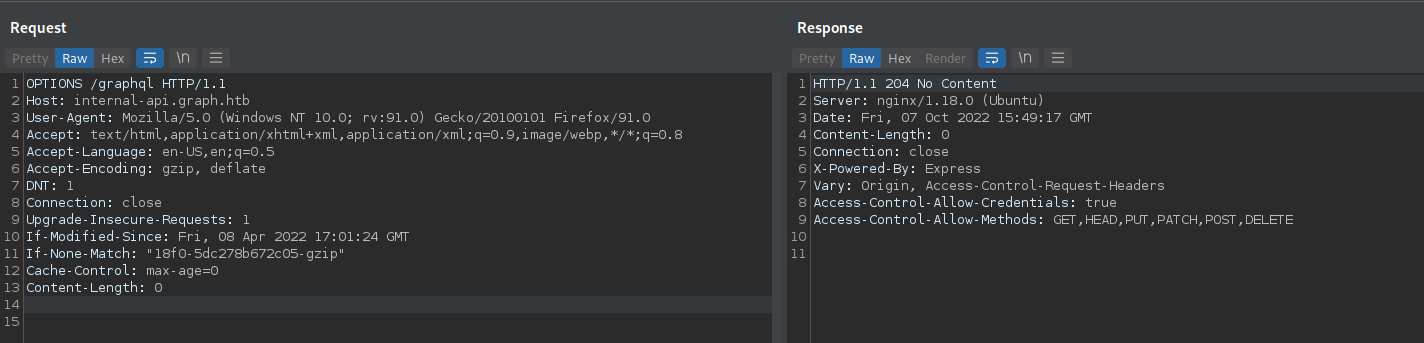 Request
Pretty Raw Hex \n
1 OPTIONS /graphql HTTP/1.1
2 Host: internal-api.graph.htb
3 User-Agent: Mozilla/5.0 (Windows NT 10.0; rv:91.0) Gecko/20100101 Firefox/91.0
4 Accept: text/html,application/xhtml+xml,application/xml;q=0.9,image/webp,*/*;q=0.8
5 Accept-Language: en-US,en;q=0.5
6 Accept-Encoding: gzip, deflate
7 DNT: 1
8 Connection: close
9 Upgrade-Insecure-Requests: 1
10 If-Modified-Since: Fri, 08 Apr 2022 17:01:24 GMT
11 If-None-Match: "18f0-5dc278b672c05-gzip"
12 Cache-Control: max-age=0
13 Content-Length: 0
14
15
Response
Pretty Raw Hex Render \n
1 HTTP/1.1 204 No Content
2 Server: nginx/1.18.0 (Ubuntu)
3 Date: Fri, 07 Oct 2022 15:49:17 GMT
4 Content-Length: 0
5 Connection: close
6 X-Powered-By: Express
7 Vary: Origin, Access-Control-Request-Headers
8 Access-Control-Allow-Credentials: true
9 Access-Control-Allow-Methods: GET,HEAD,PUT,PATCH,POST,DELETE
10
11